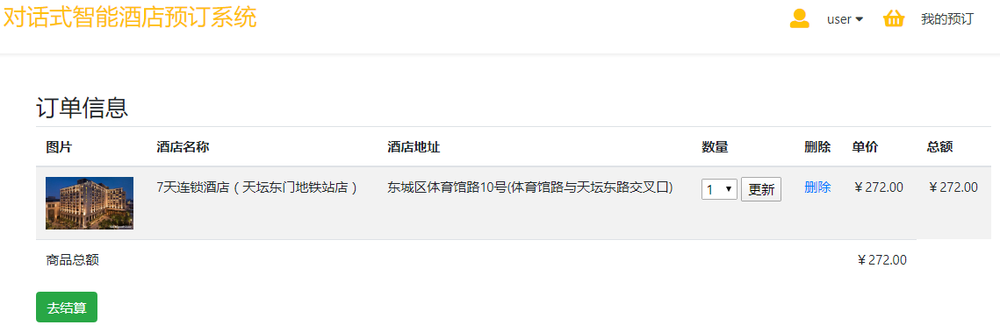 对话式智能酒店预订系统
user
我的预订
订单信息
图片 酒店名称 酒店地址 数量 删除 单价 总额
7天连锁酒店（天坛东门地铁站店） 东城区体育馆路10号(体育馆路与天坛东路交叉口) 1 更新 删除 ￥272.00 ￥272.00
商品总额 ￥272.00
去结算